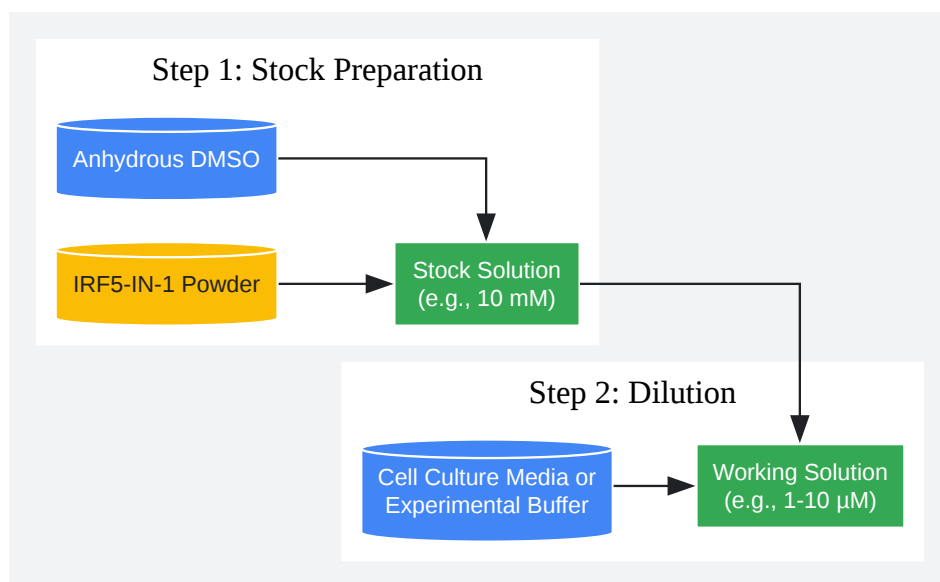 Step 1: Stock Preparation
Anhydrous DMSO
IRF5-IN-1 Powder
Stock Solution
(e.g., 10 mM)
Step 2: Dilution
Cell Culture Media or
Experimental Buffer
Working Solution
(e.g., 1-10 µM)